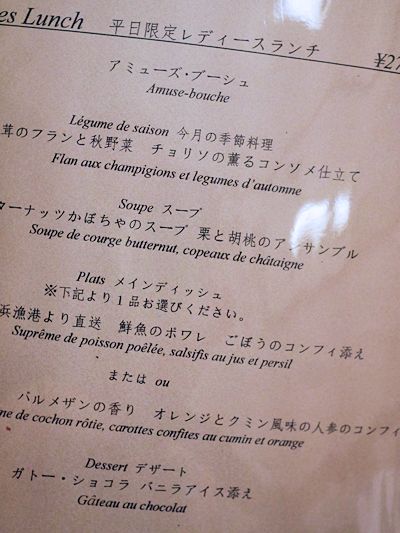 es Lunch 平日限定レディースランチ ¥27
アミューズ・ブーシュ
Amuse-bouche
Légume de saison 今月の季節料理
茸のフランと秋野菜 チョリソの薫るコンソメ仕立て
Flan aux champigions et legumes d'automne
Soupe スープ
ターナッツかぼちゃのスープ 栗と胡桃のアンサンブル
Soupe de courge butternut, copeaux de châtaigne
Plats メインディッシュ
※下記より１品お選びください。
浜漁港より直送 鮮魚のポワレ ごぼうのコンフィ添え
Suprême de poisson poêlée, salsifis au jus et persil
または ou
パルメザンの香り オレンジとクミン風味の人参のコンフィ
ne de cochon rôtie, carottes confites au cumin et orange
Dessert デザート
ガトー・ショコラ バニラアイス添え
Gâteau au chocolat